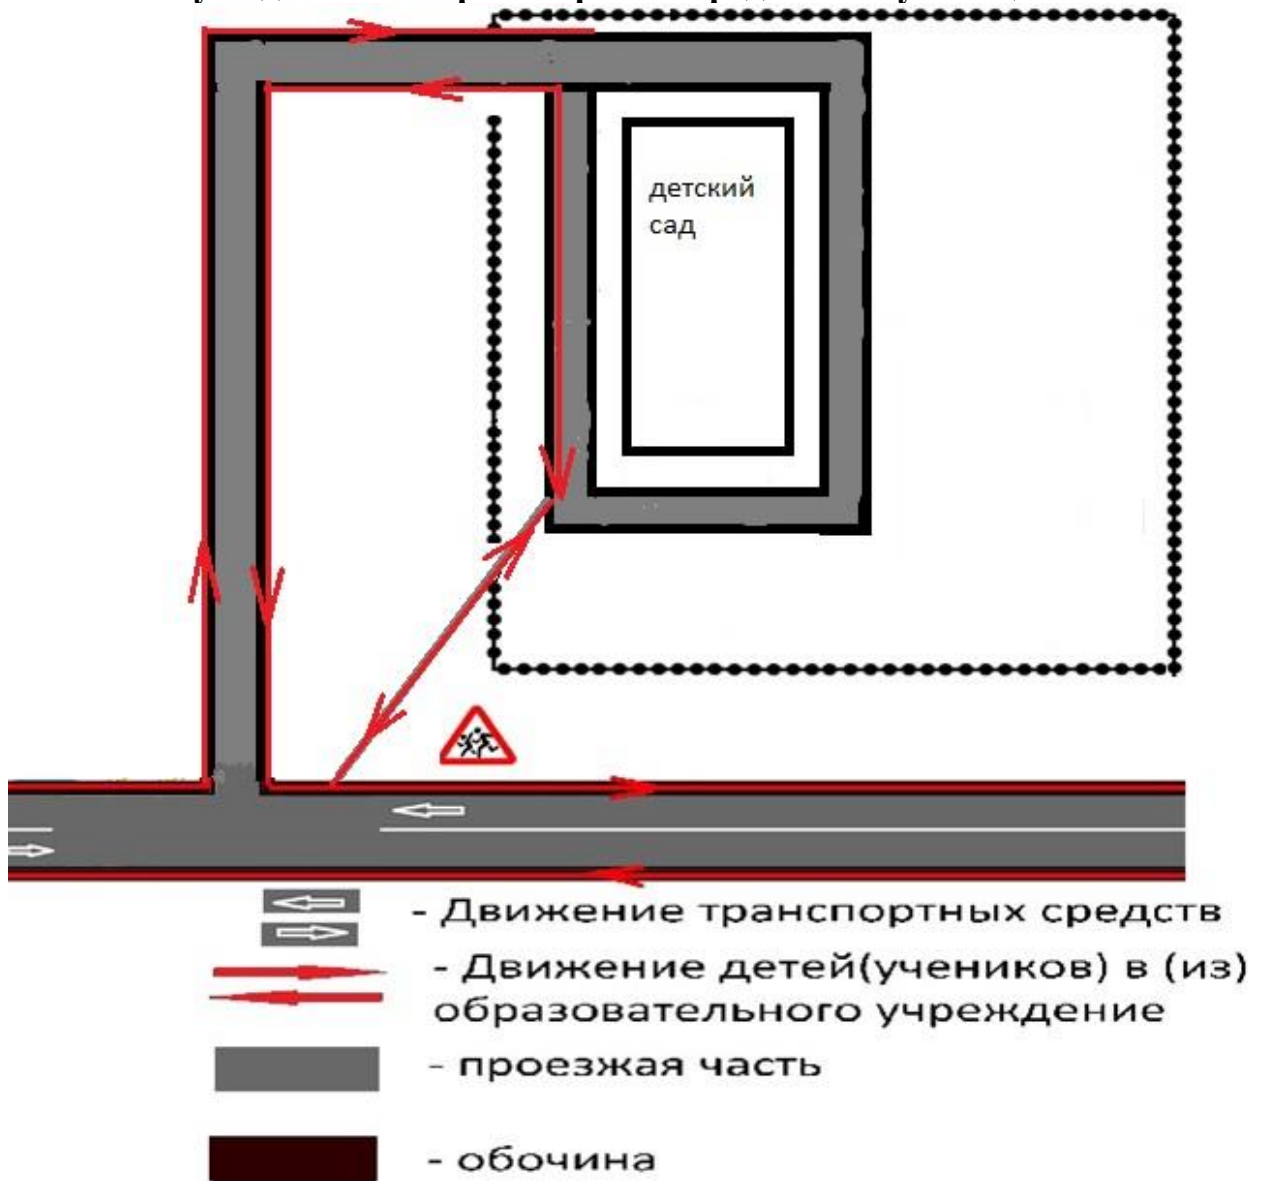 детский
сад
- Движение транспортных средств
- Движение детей(учеников) в (из)
образовательного учреждение
- проезжая часть
- обочина